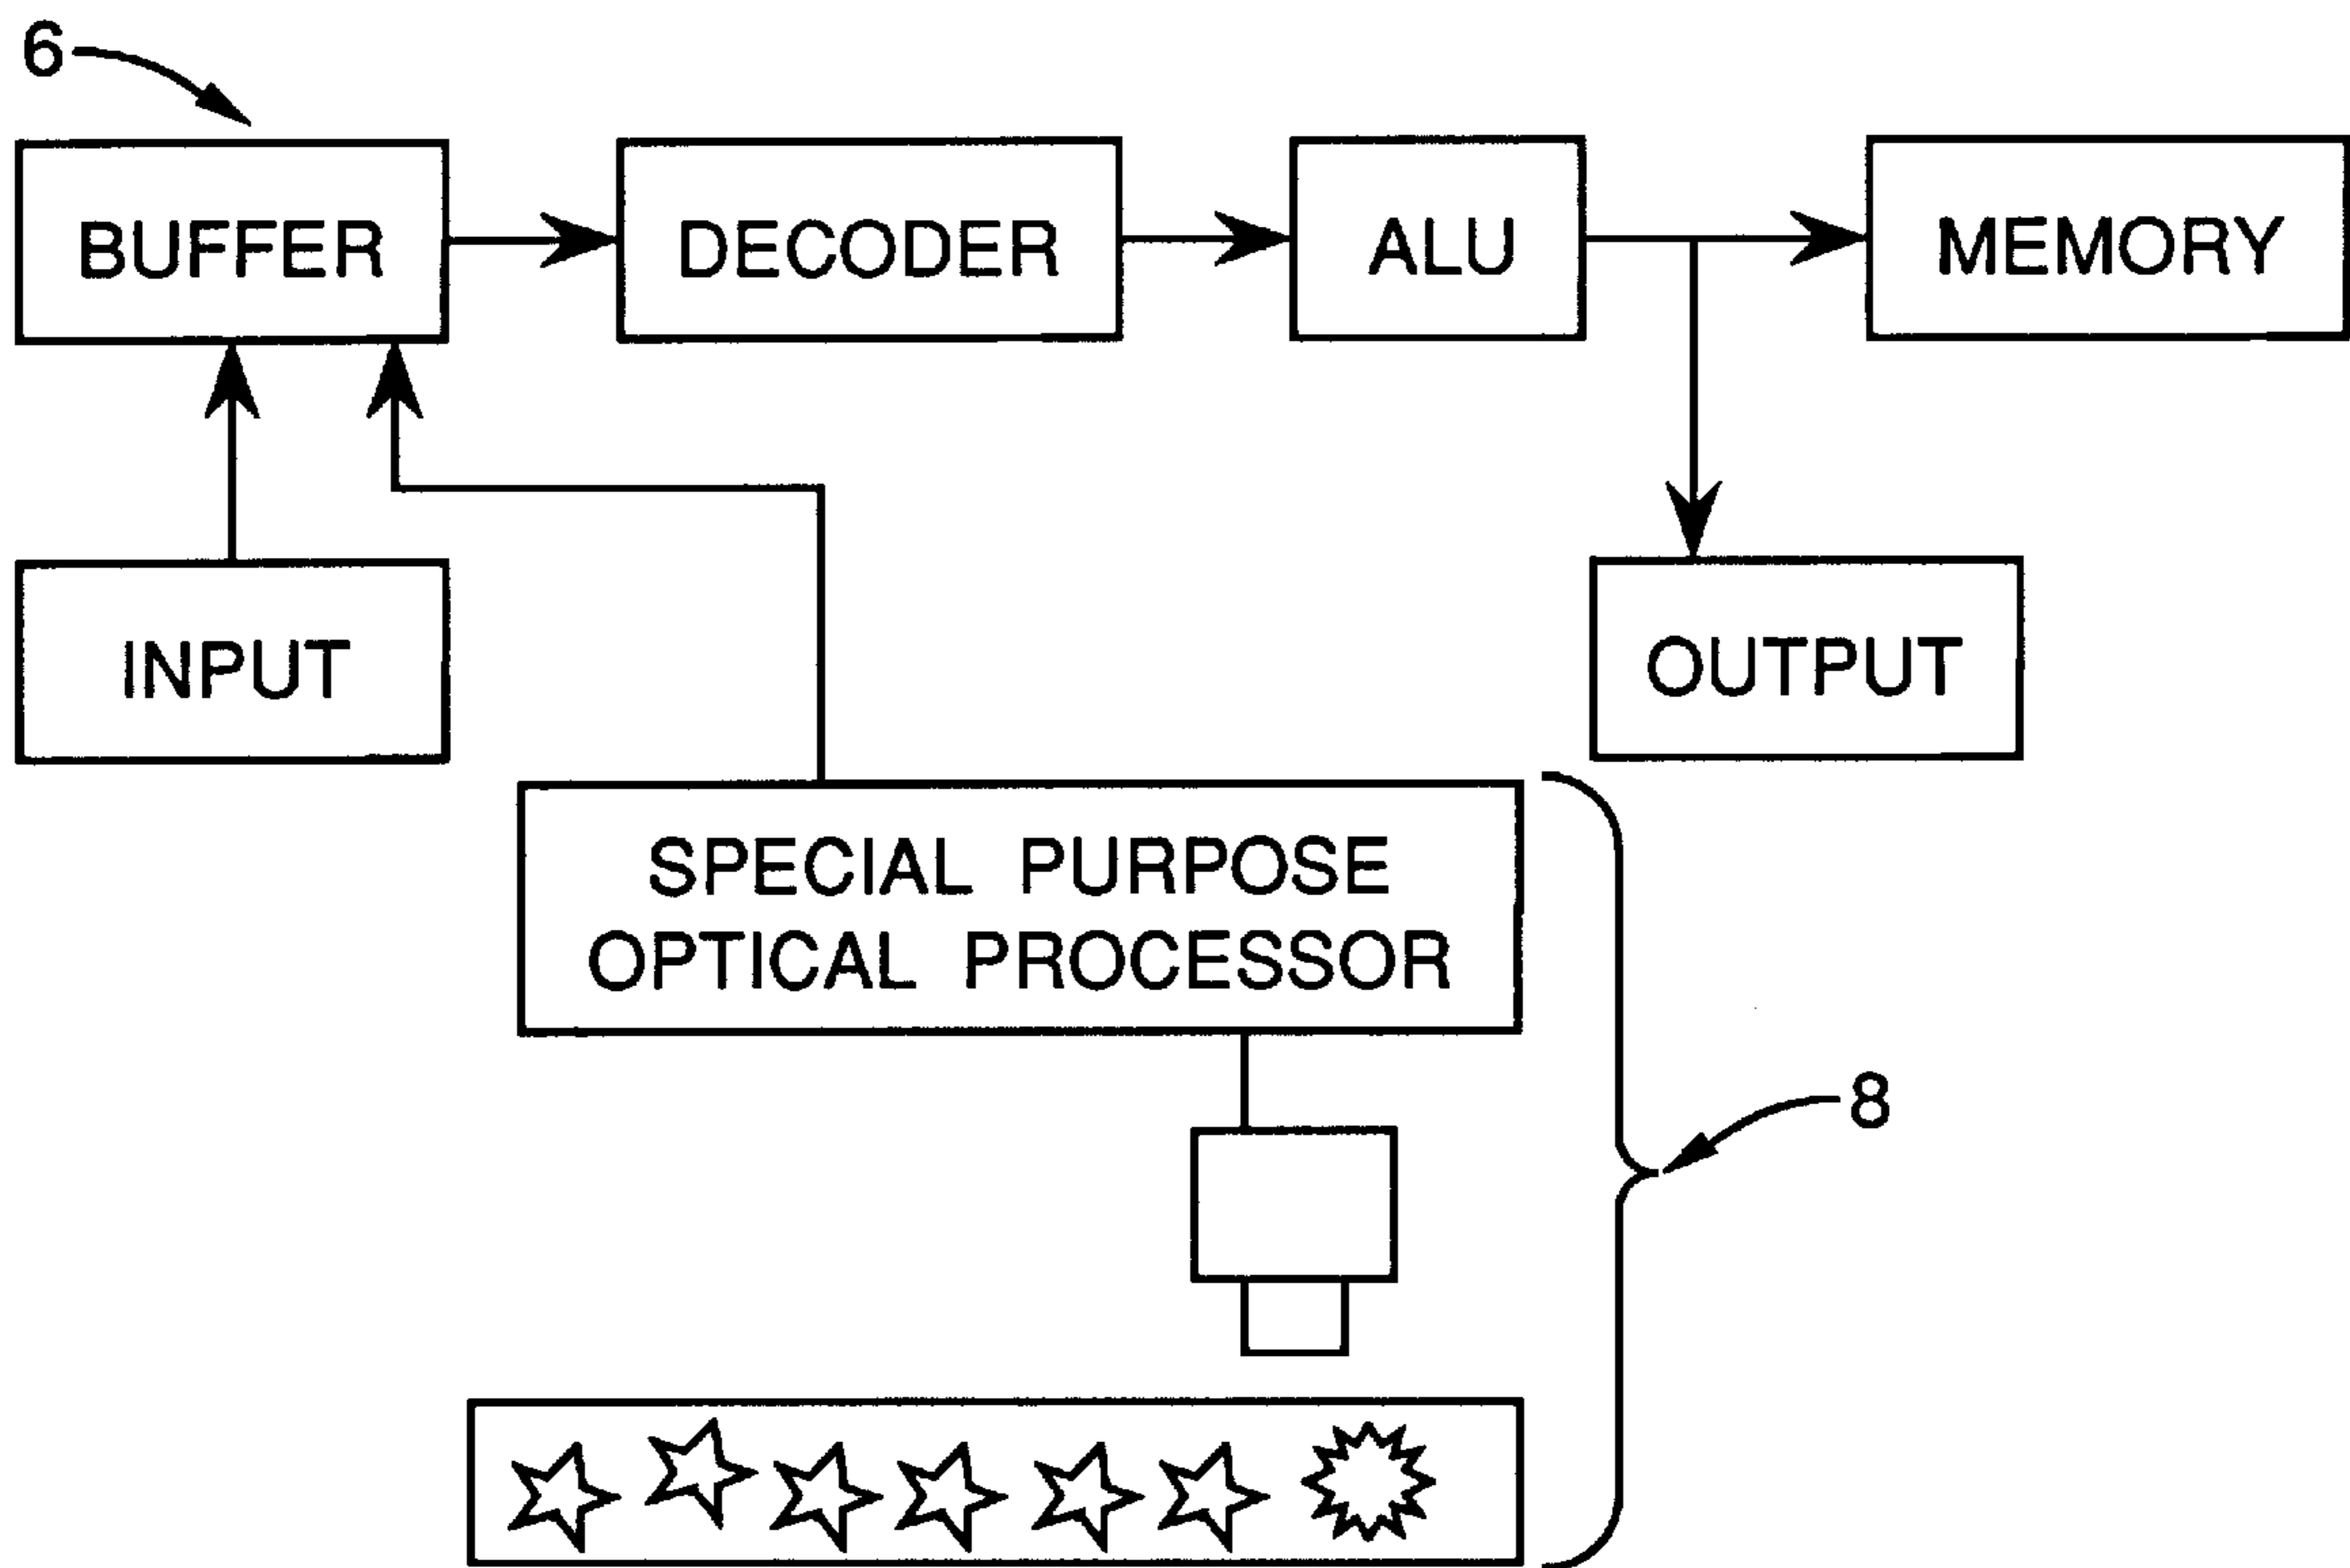 6
BUFFER
DECODER
ALU
MEMORY
INPUT
OUTPUT
SPECIAL PURPOSE
OPTICAL PROCESSOR
8